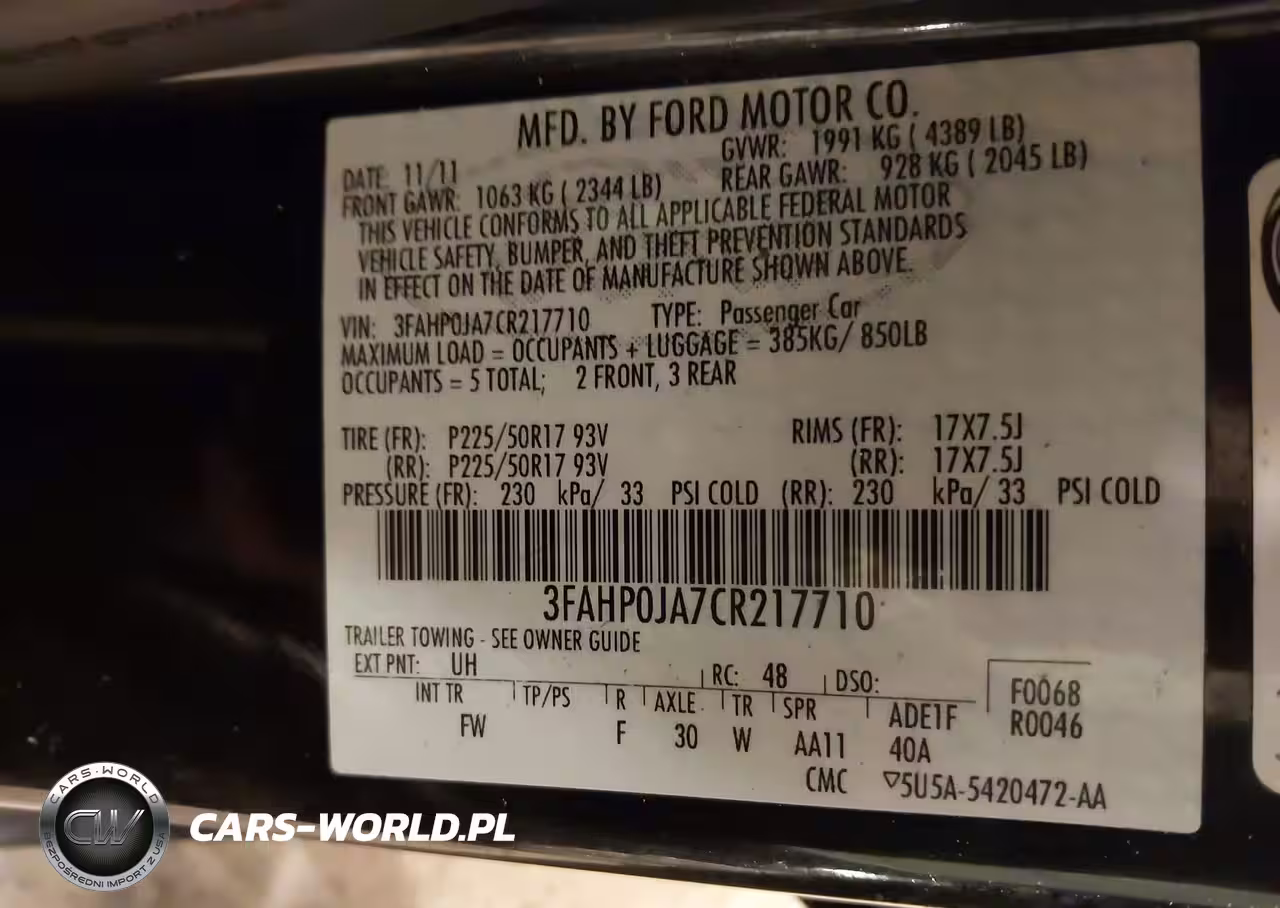 MFD. BY FORD MOTOR CO.
DATE: 11/11 GVWR: 1991 KG ( 4389 LB)
FRONT GAWR: 1063 KG ( 2344 LB) REAR GAWR: 928 KG ( 2045 LB)
THIS VEHICLE CONFORMS TO ALL APPLICABLE FEDERAL MOTOR
VEHICLE SAFETY, BUMPER, AND THEFT PREVENTION STANDARDS
IN EFFECT ON THE DATE OF MANUFACTURE SHOWN ABOVE.
VIN: 3FAHP0JA7CR217710 TYPE: Passenger Car
MAXIMUM LOAD = OCCUPANTS + LUGGAGE = 385KG/ 850LB
OCCUPANTS = 5 TOTAL; 2 FRONT, 3 REAR
TIRE (FR): P225/50R17 93V RIMS (FR): 17X7.5J
(RR): P225/50R17 93V (RR): 17X7.5J
PRESSURE (FR): 230 kPa/ 33 PSI COLD (RR): 230 kPa/ 33 PSI COLD
3FAHP0JA7CR217710
TRAILER TOWING - SEE OWNER GUIDE
EXT PNT: UH RC: 48 DSO: F0068
INT TR TP/PS R AXLE TR SPR ADE1F R0046
FW F 30 W AA11 40A
CMC ▽5U5A-5420472-AA
CARS-WORLD
CW
BEZPOŚREDNI IMPORT Z USA
CARS-WORLD.PL